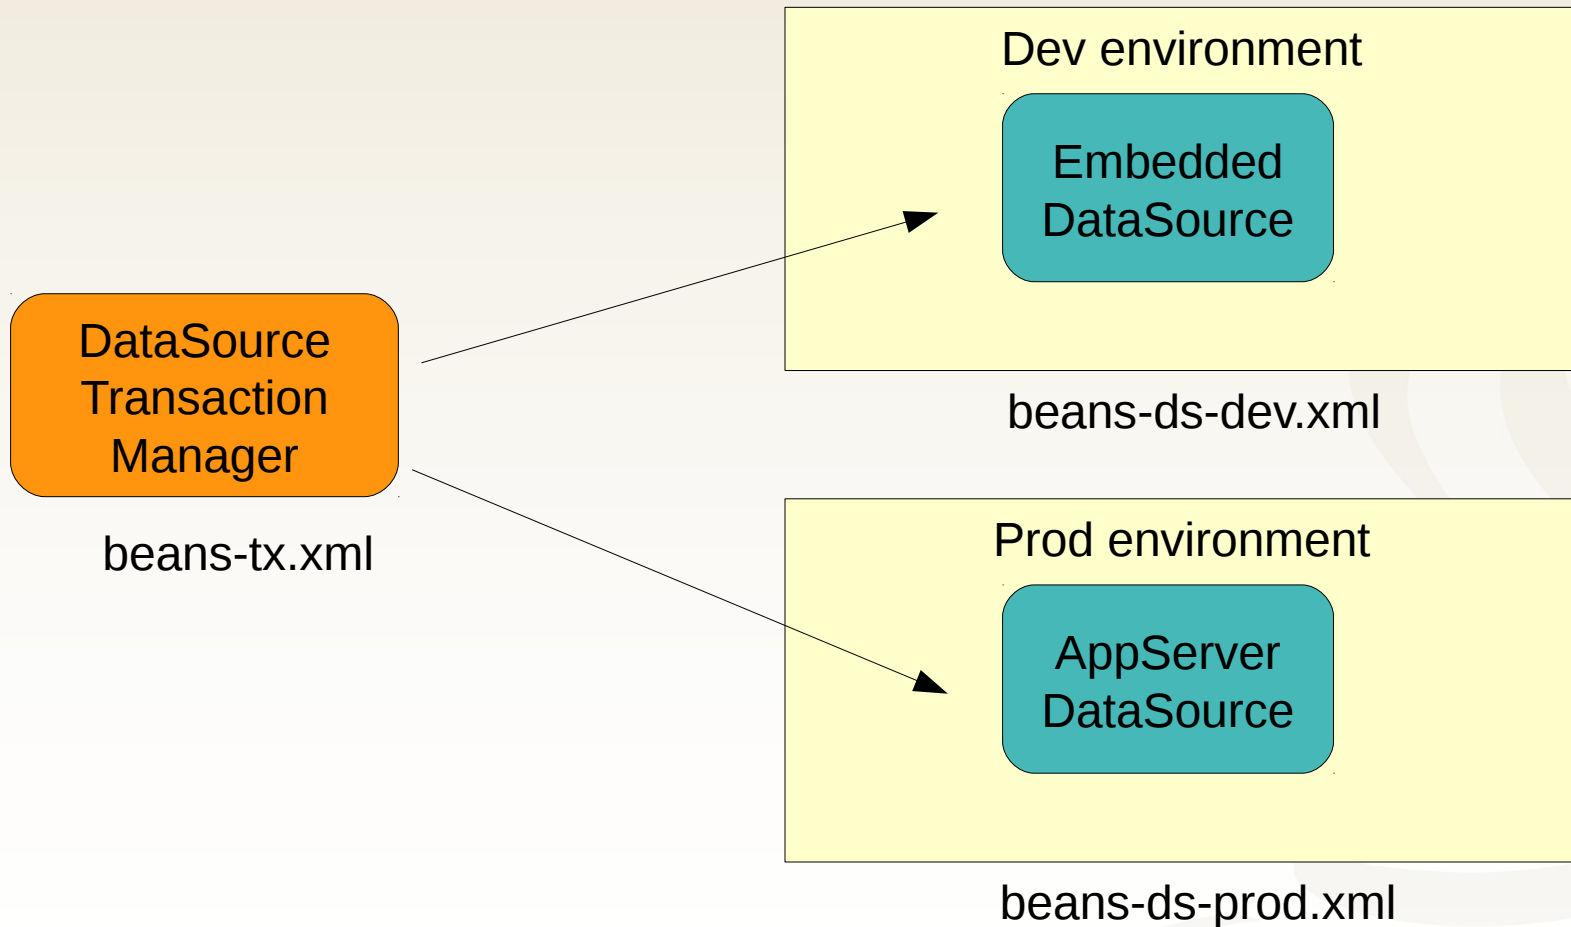 Dev environment
Embedded
DataSource
beans-ds-dev.xml
DataSource
Transaction
Manager
beans-tx.xml
Prod environment
AppServer
DataSource
beans-ds-prod.xml